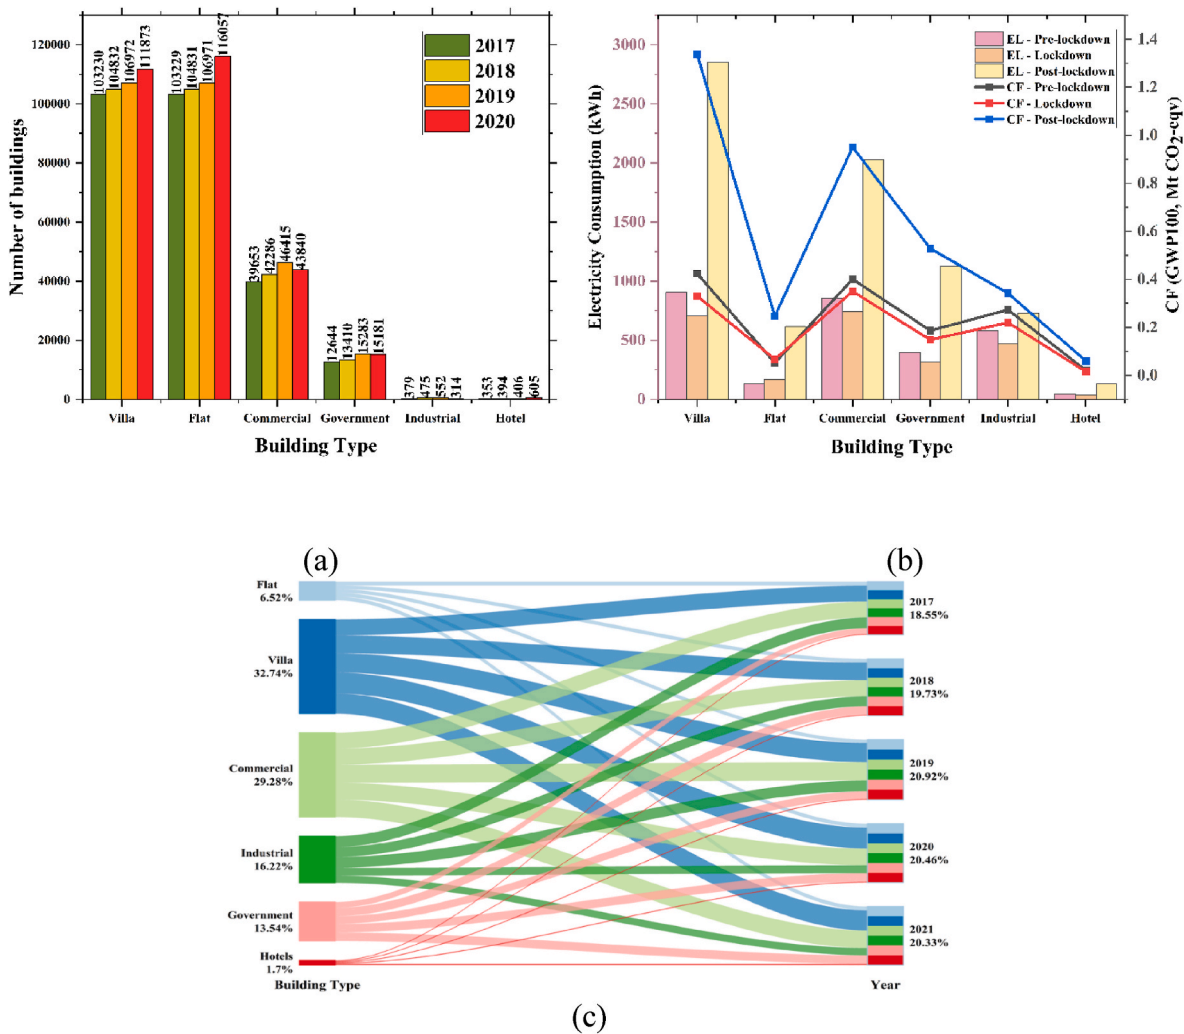 120000
100000
80000
60000
40000
20000
0
Number of buildings
103230
104832
106972
111873
103229
104831
106971
116057
39653
42286
46415
43840
12644
13410
15283
15181
379
475
552
314
353
394
406
605
2017
2018
2019
2020
Villa Flat Commercial Government Industrial Hotel
Building Type
3000
2500
2000
1500
1000
500
0
Electricity Consumption (kWh)
EL - Pre-lockdown
EL - Lockdown
EL - Post-lockdown
CF - Pre-lockdown
CF - Lockdown
CF - Post-lockdown
1.4
1.2
1.0
0.8
0.6
0.4
0.2
0.0
CF (GWP100, Mt CO2-eqv)
Villa Flat Commercial Government Industrial Hotel
Building Type
(a)
(b)
Flat
6.52%
Villa
32.74%
Commercial
29.28%
Industrial
16.22%
Government
13.54%
Hotels
1.7%
Building Type
2017
18.55%
2018
19.73%
2019
20.92%
2020
20.46%
2021
20.33%
Year
(c)